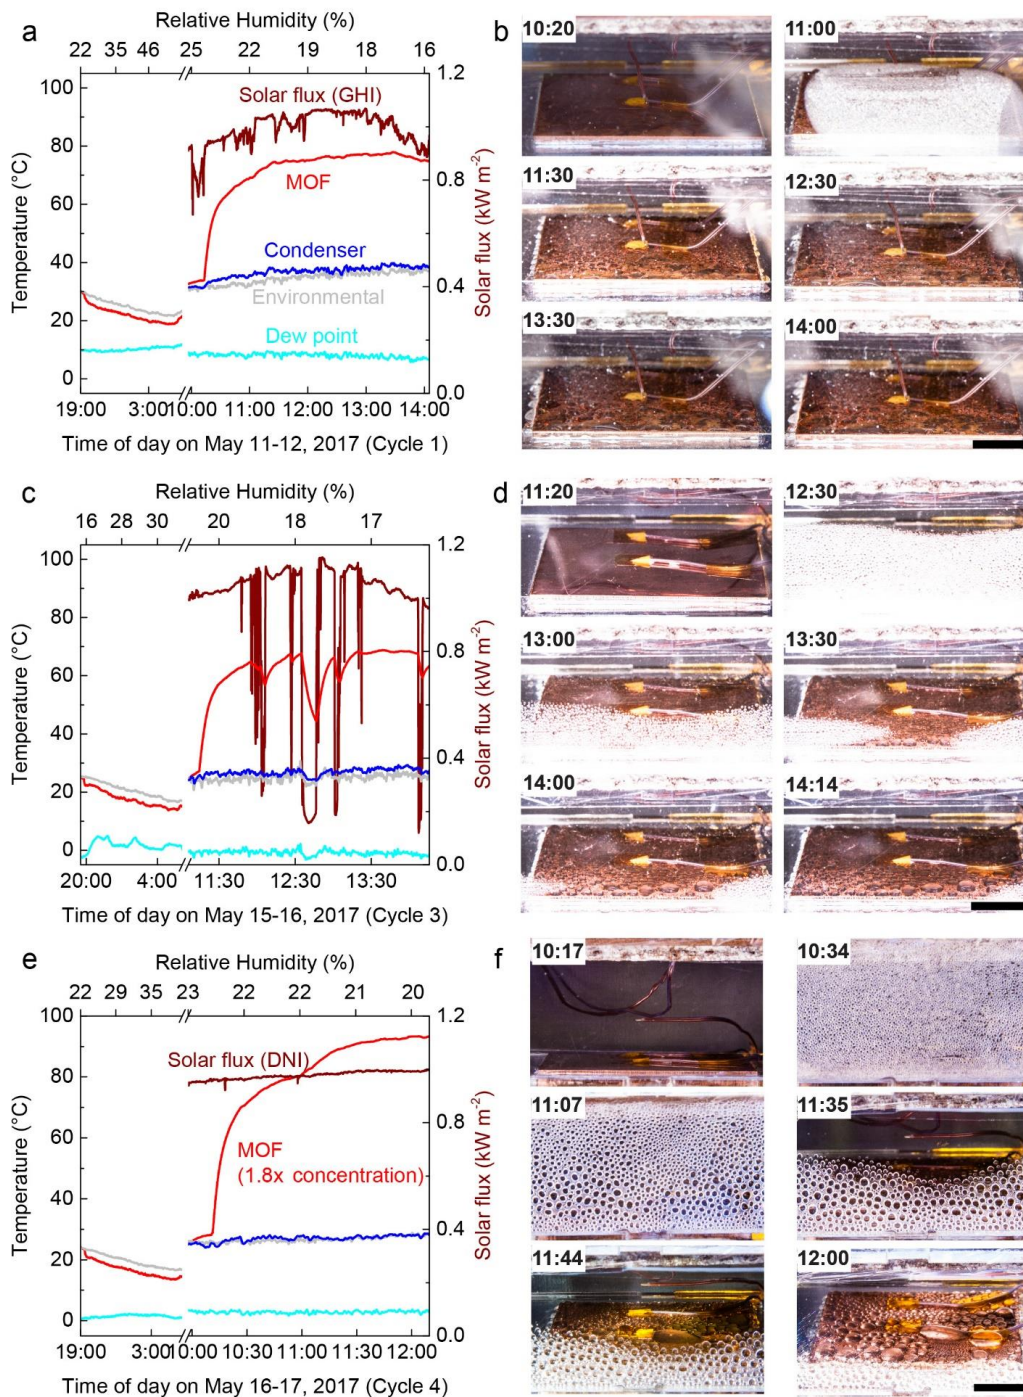 a
Relative Humidity (%)
22 35 46 25 22 19 17 16
Temperature (°C)
100
80
60
40
20
0
Solar flux (GHI)
MOF
Condenser
Environmental
Dew point
1.2
0.8
0.4
0.0
Solar flux (kW m-2)
19:00 3:00 10:00 11:00 12:00 13:00 14:00
Time of day on May 11-12, 2017 (Cycle 1)
b
10:20 11:00
11:30 12:30
13:30 14:00
c
Relative Humidity (%)
16 28 30 20 19 18 17
Temperature (°C)
100
80
60
40
20
0
1.2
0.8
0.4
0.0
Solar flux (kW m-2)
20:00 4:00 11:30 12:30 13:30
Time of day on May 15-16, 2017 (Cycle 3)
d
11:20 12:30
13:00 13:30
14:00 14:14
e
Relative Humidity (%)
22 29 35 23 22 22 21 20
Temperature (°C)
100
80
60
40
20
0
Solar flux (DNI)
MOF
(1.8x concentration)
1.2
0.8
0.4
0.0
Solar flux (kW m-2)
19:00 3:00 10:00 10:30 11:00 11:30 12:00
Time of day on May 16-17, 2017 (Cycle 4)
f
10:17 10:34
11:07 11:35
11:44 12:00